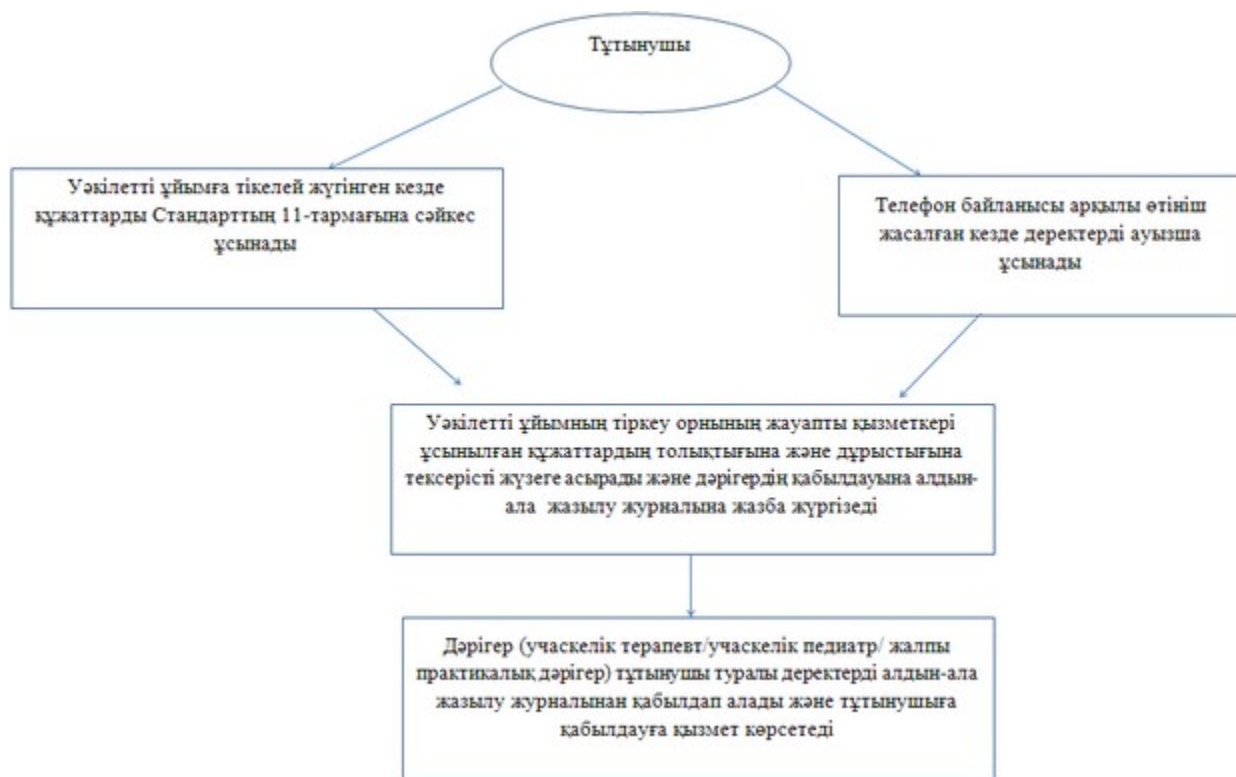 Тұтынушы
Уәкілетті ұйымға тікелей жүгінген кезде
құжаттарды Стандарттың 11-тармағына сәйкес
ұсынады
Телефон байланысы арқылы өтініш
жасалған кезде деректерді ауызша
ұсынады
Уәкілетті ұйымның тіркеу орнының жауапты қызметкері
ұсынылған құжаттардың толықтығына және дұрыстығына
тексерісті жүзеге асырады және дәрігердің қабылдауына алдын-
ала жазылу журналына жазба жүргізеді
Дәрігер (учаскелік терапевт/учаскелік педиатр/ жалпы
практикалық дәрігер) тұтынушы туралы деректерді алдын-ала
жазылу журналынан қабылдап алады және тұтынушыға
қабылдауға қызмет көрсетеді